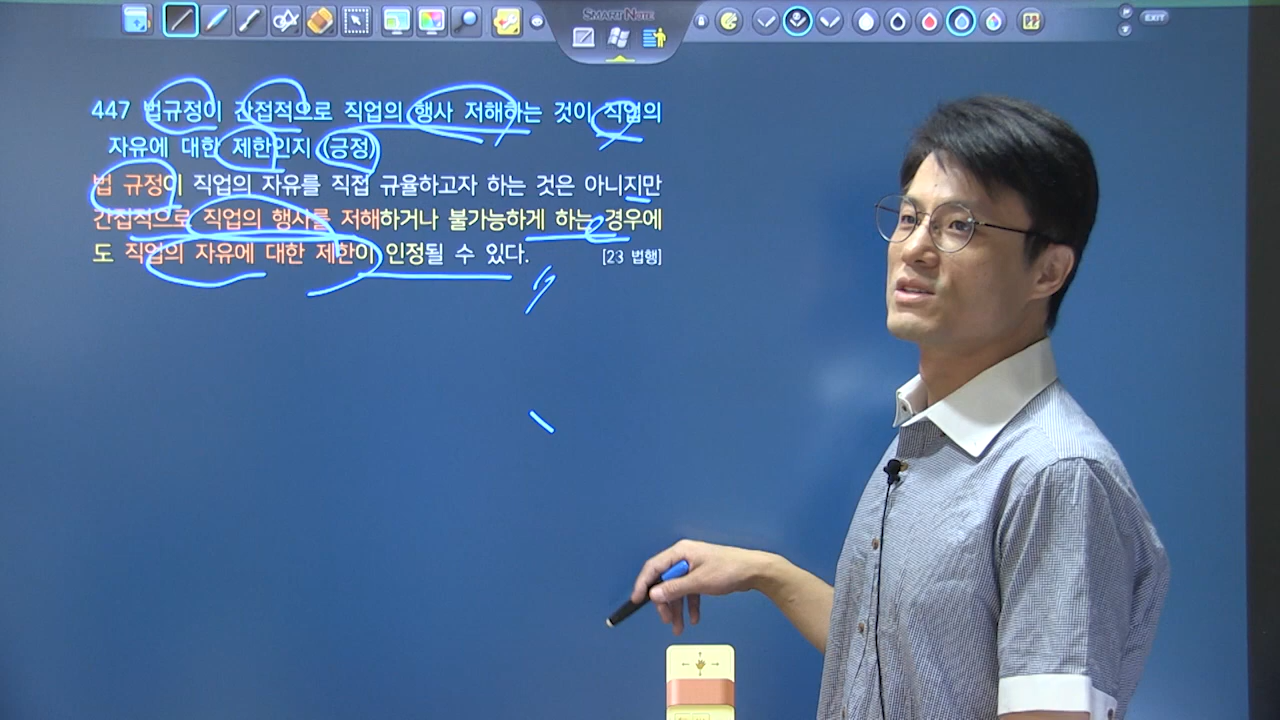 SMARTNOTE
EXIT
447 법규정이 간접적으로 직업의 행사 저해하는 것이 직업의
자유에 대한 제한인지 (긍정)
법 규정이 직업의 자유를 직접 규율하고자 하는 것은 아니지만
간접적으로 직업의 행사를 저해하거나 불가능하게 하는 경우에
도 직업의 자유에 대한 제한이 인정될 수 있다. [23 법행]